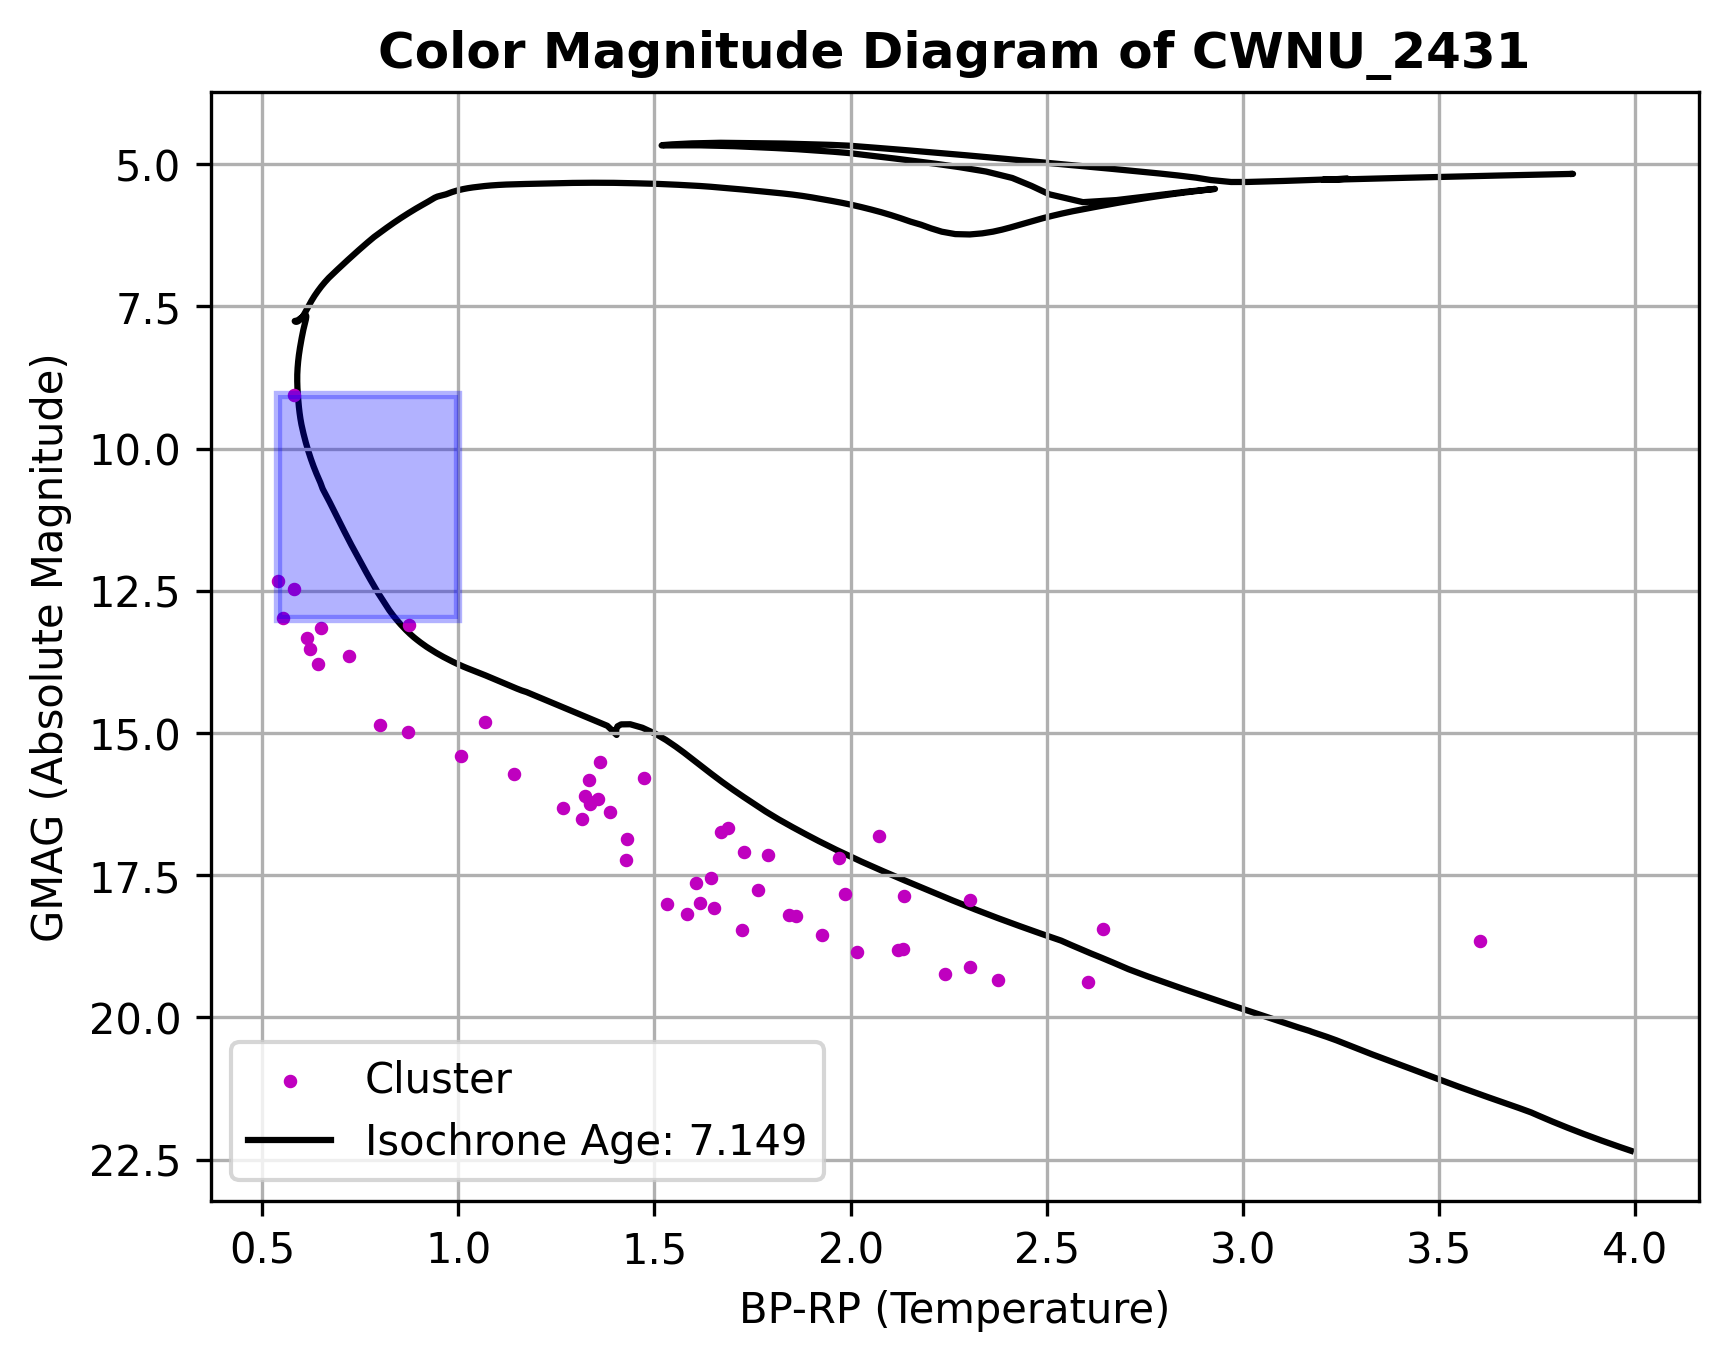 Color Magnitude Diagram of CWNU_2431
GMAG (Absolute Magnitude)
5.0
7.5
10.0
12.5
15.0
17.5
20.0
22.5
Cluster
Isochrone Age: 7.149
0.5 1.0 1.5 2.0 2.5 3.0 3.5 4.0
BP-RP (Temperature)